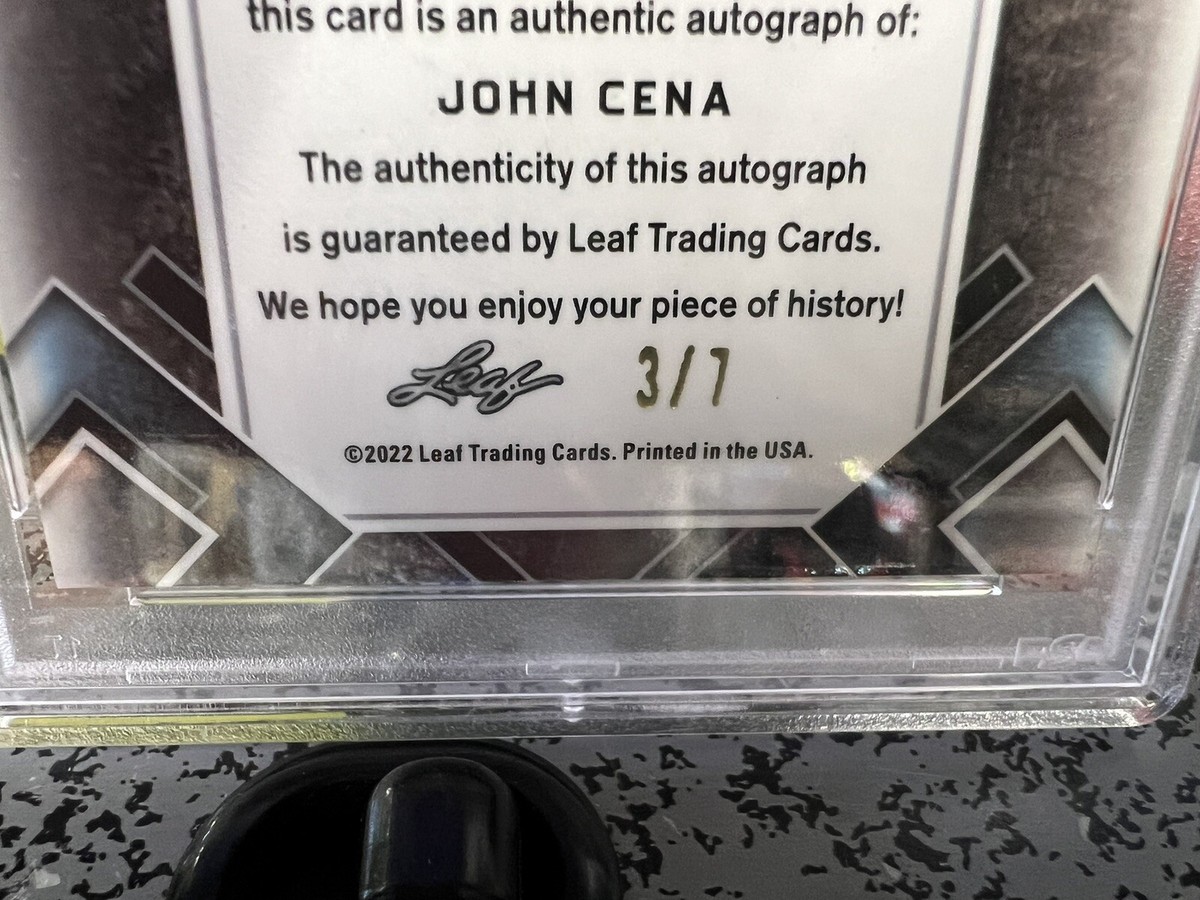 this card is an authentic autograph of:
JOHN CENA
The authenticity of this autograph
is guaranteed by Leaf Trading Cards.
We hope you enjoy your piece of history!
Leaf 3/7
©2022 Leaf Trading Cards. Printed in the USA.